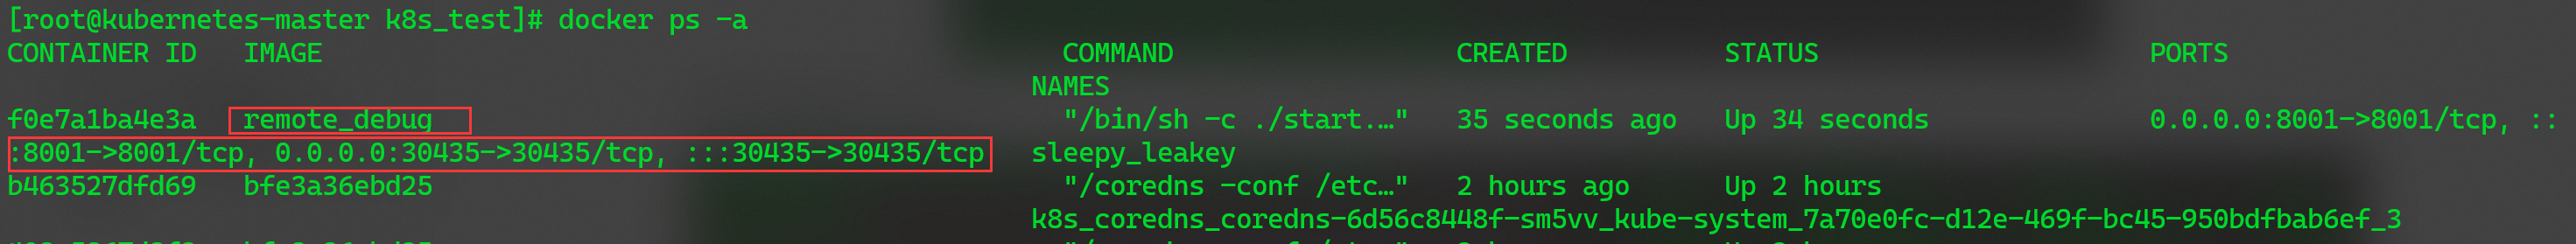 [root@kubernetes-master k8s_test]# docker ps -a
CONTAINER ID   IMAGE   COMMAND   CREATED   STATUS   PORTS
NAMES
f0e7a1ba4e3a   remote_debug   "/bin/sh -c ./start.…"   35 seconds ago   Up 34 seconds   0.0.0.0:8001->8001/tcp, ::
:8001->8001/tcp, 0.0.0.0:30435->30435/tcp, :::30435->30435/tcp   sleepy_leakey
b463527dfd69   bfe3a36ebd25   "/coredns -conf /etc…"   2 hours ago   Up 2 hours
k8s_coredns_coredns-6d56c8448f-sm5vv_kube-system_7a70e0fc-d12e-469f-bc45-950bdfbab6ef_3